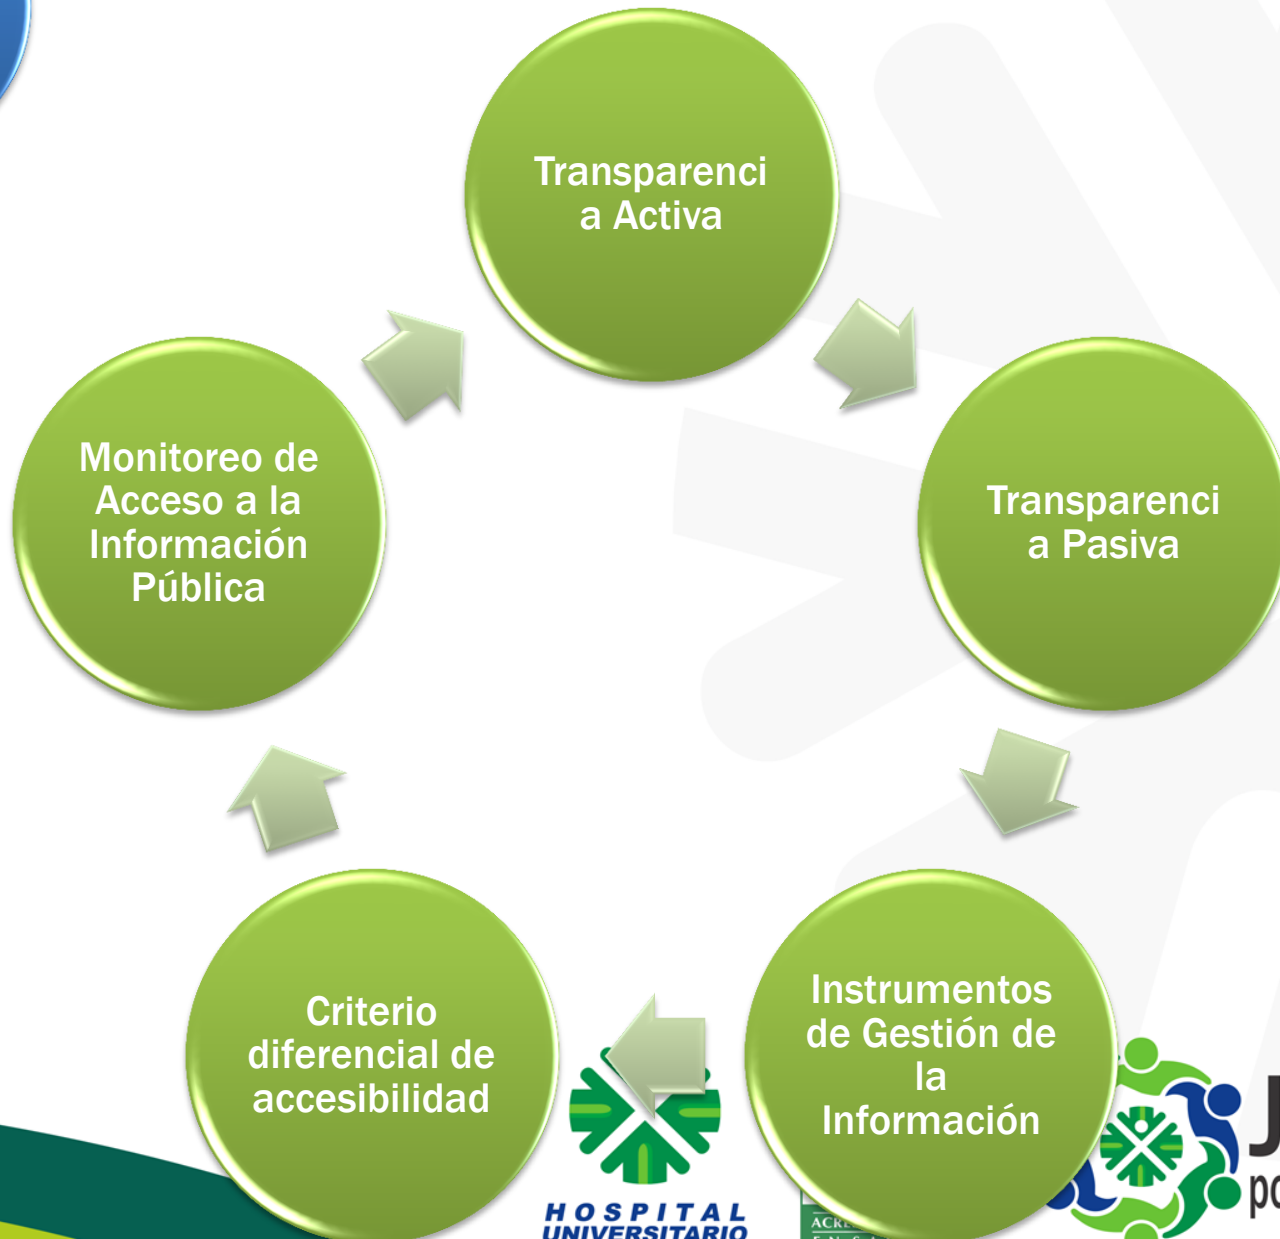 Transparenci
a Activa
Transparenci
a Pasiva
Instrumentos
de Gestión de
la
Información
Criterio
diferencial de
accesibilidad
Monitoreo de
Acceso a la
Información
Pública
HOSPITAL
UNIVERSITARIO